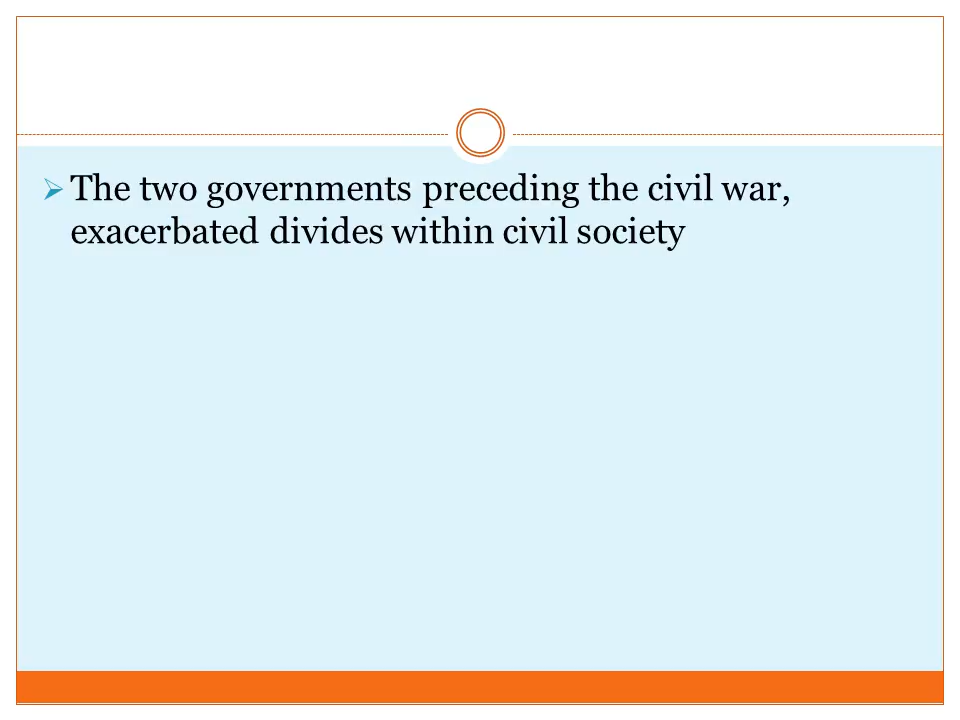 The two governments preceding the civil war,
exacerbated divides within civil society